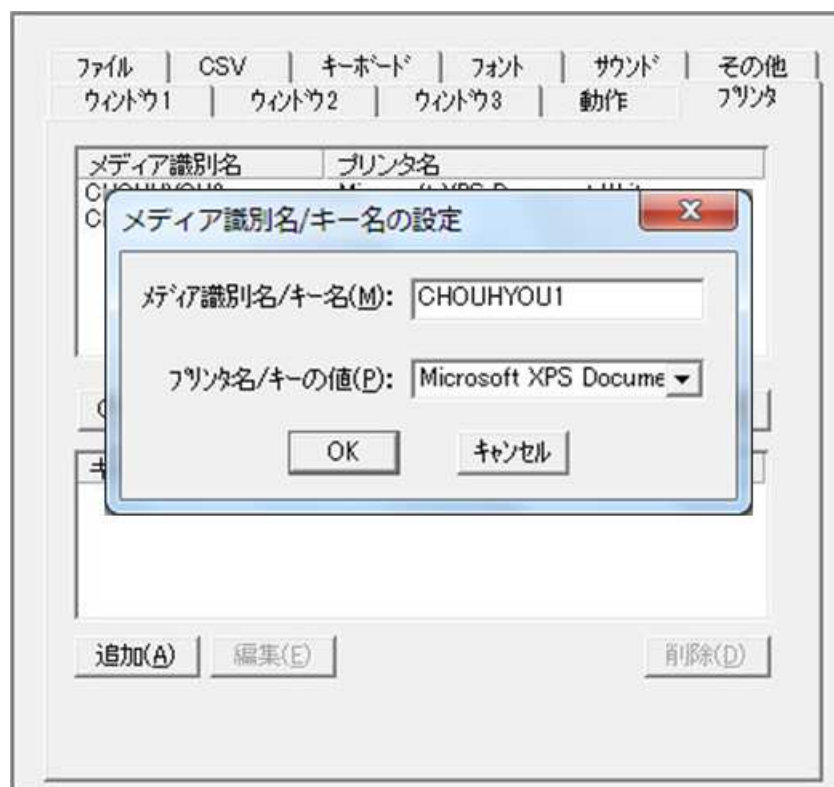 ﾌｧｲﾙ CSV ｷｰﾎﾞｰﾄﾞ ﾌｫﾝﾄ ｻｳﾝﾄﾞ その他
ｳｨﾝﾄﾞｳ1 ｳｨﾝﾄﾞｳ2 ｳｨﾝﾄﾞｳ3 動作 ﾌﾟﾘﾝﾀ
メディア識別名 プリンタ名
メディア識別名/キー名の設定
ﾒﾃﾞｨｱ識別名/キー名(M): CHOUHYOU1
ﾌﾟﾘﾝﾀ名/キーの値(P): Microsoft XPS Docume
OK ｷｬﾝｾﾙ
追加(A) 編集(E) 削除(D)